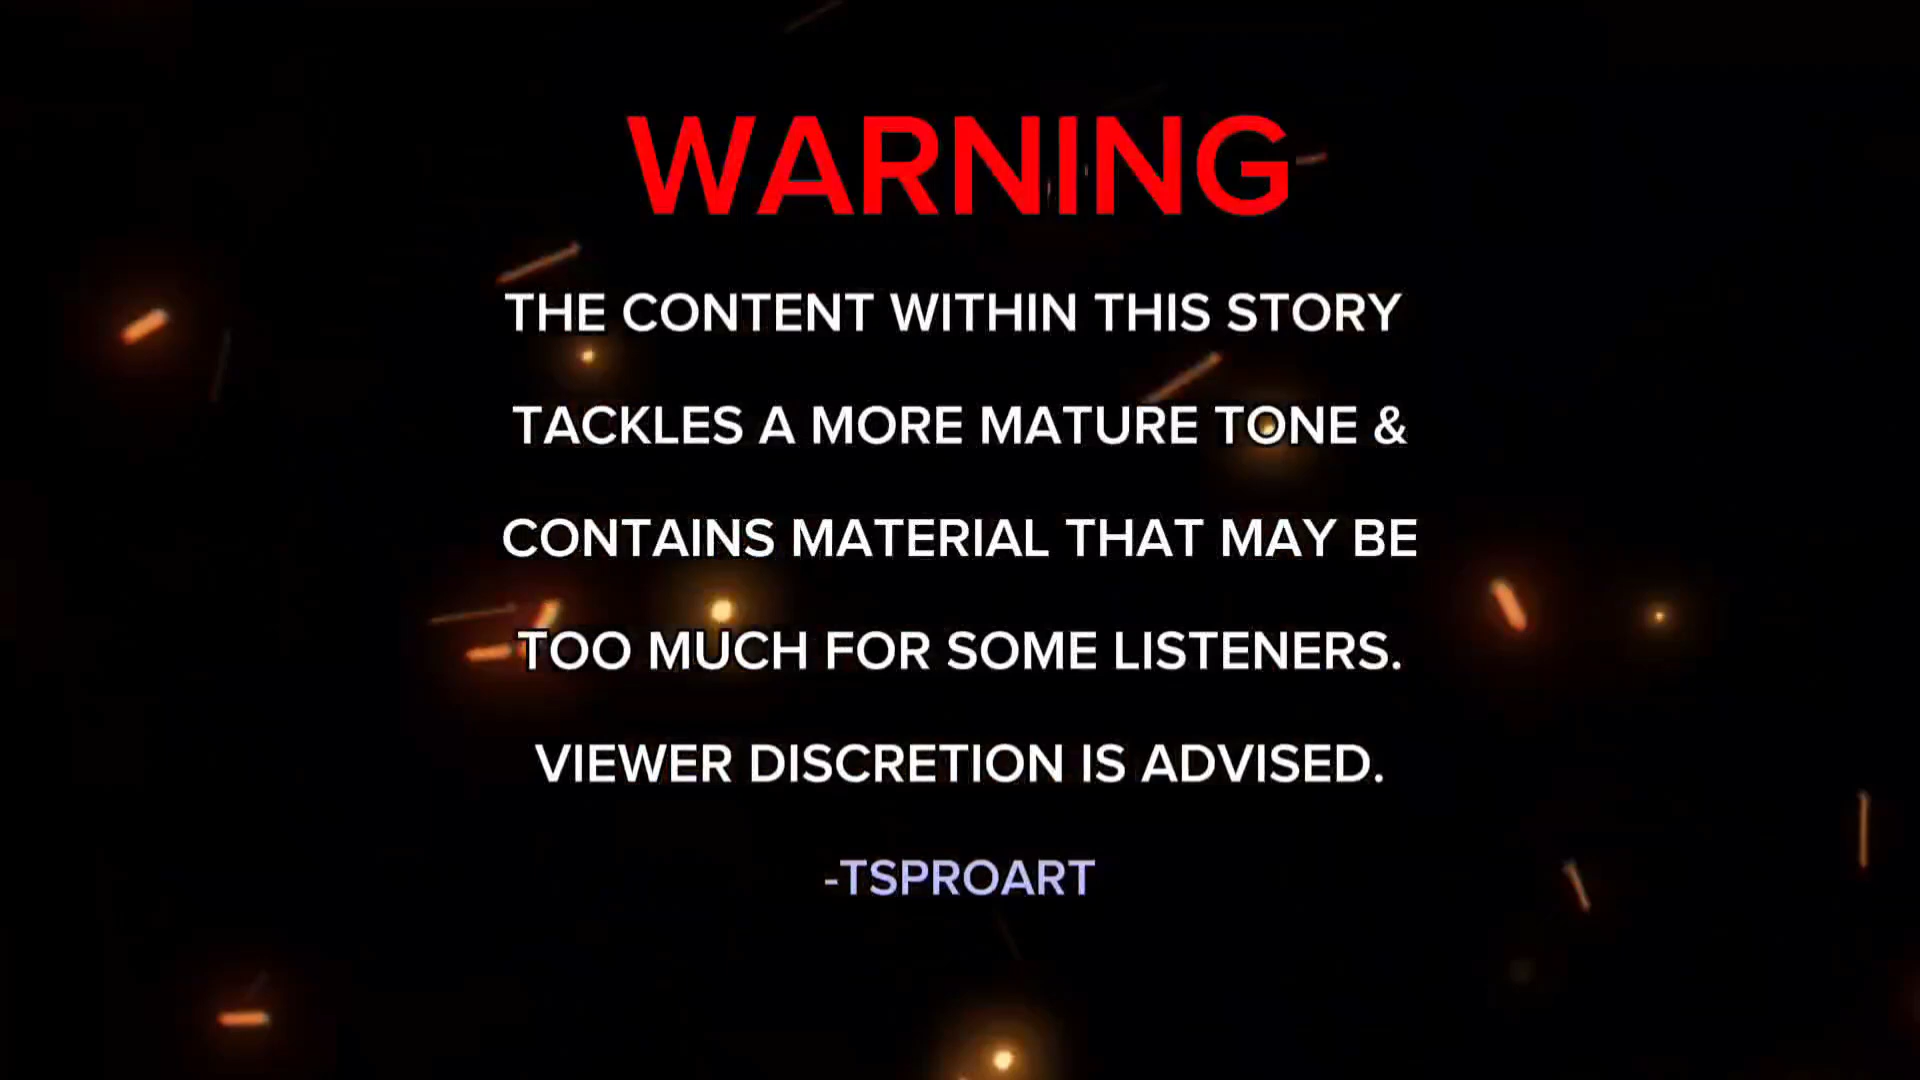 WARNING
THE CONTENT WITHIN THIS STORY
TACKLES A MORE MATURE TONE &
CONTAINS MATERIAL THAT MAY BE
TOO MUCH FOR SOME LISTENERS.
VIEWER DISCRETION IS ADVISED.
-TSPROART